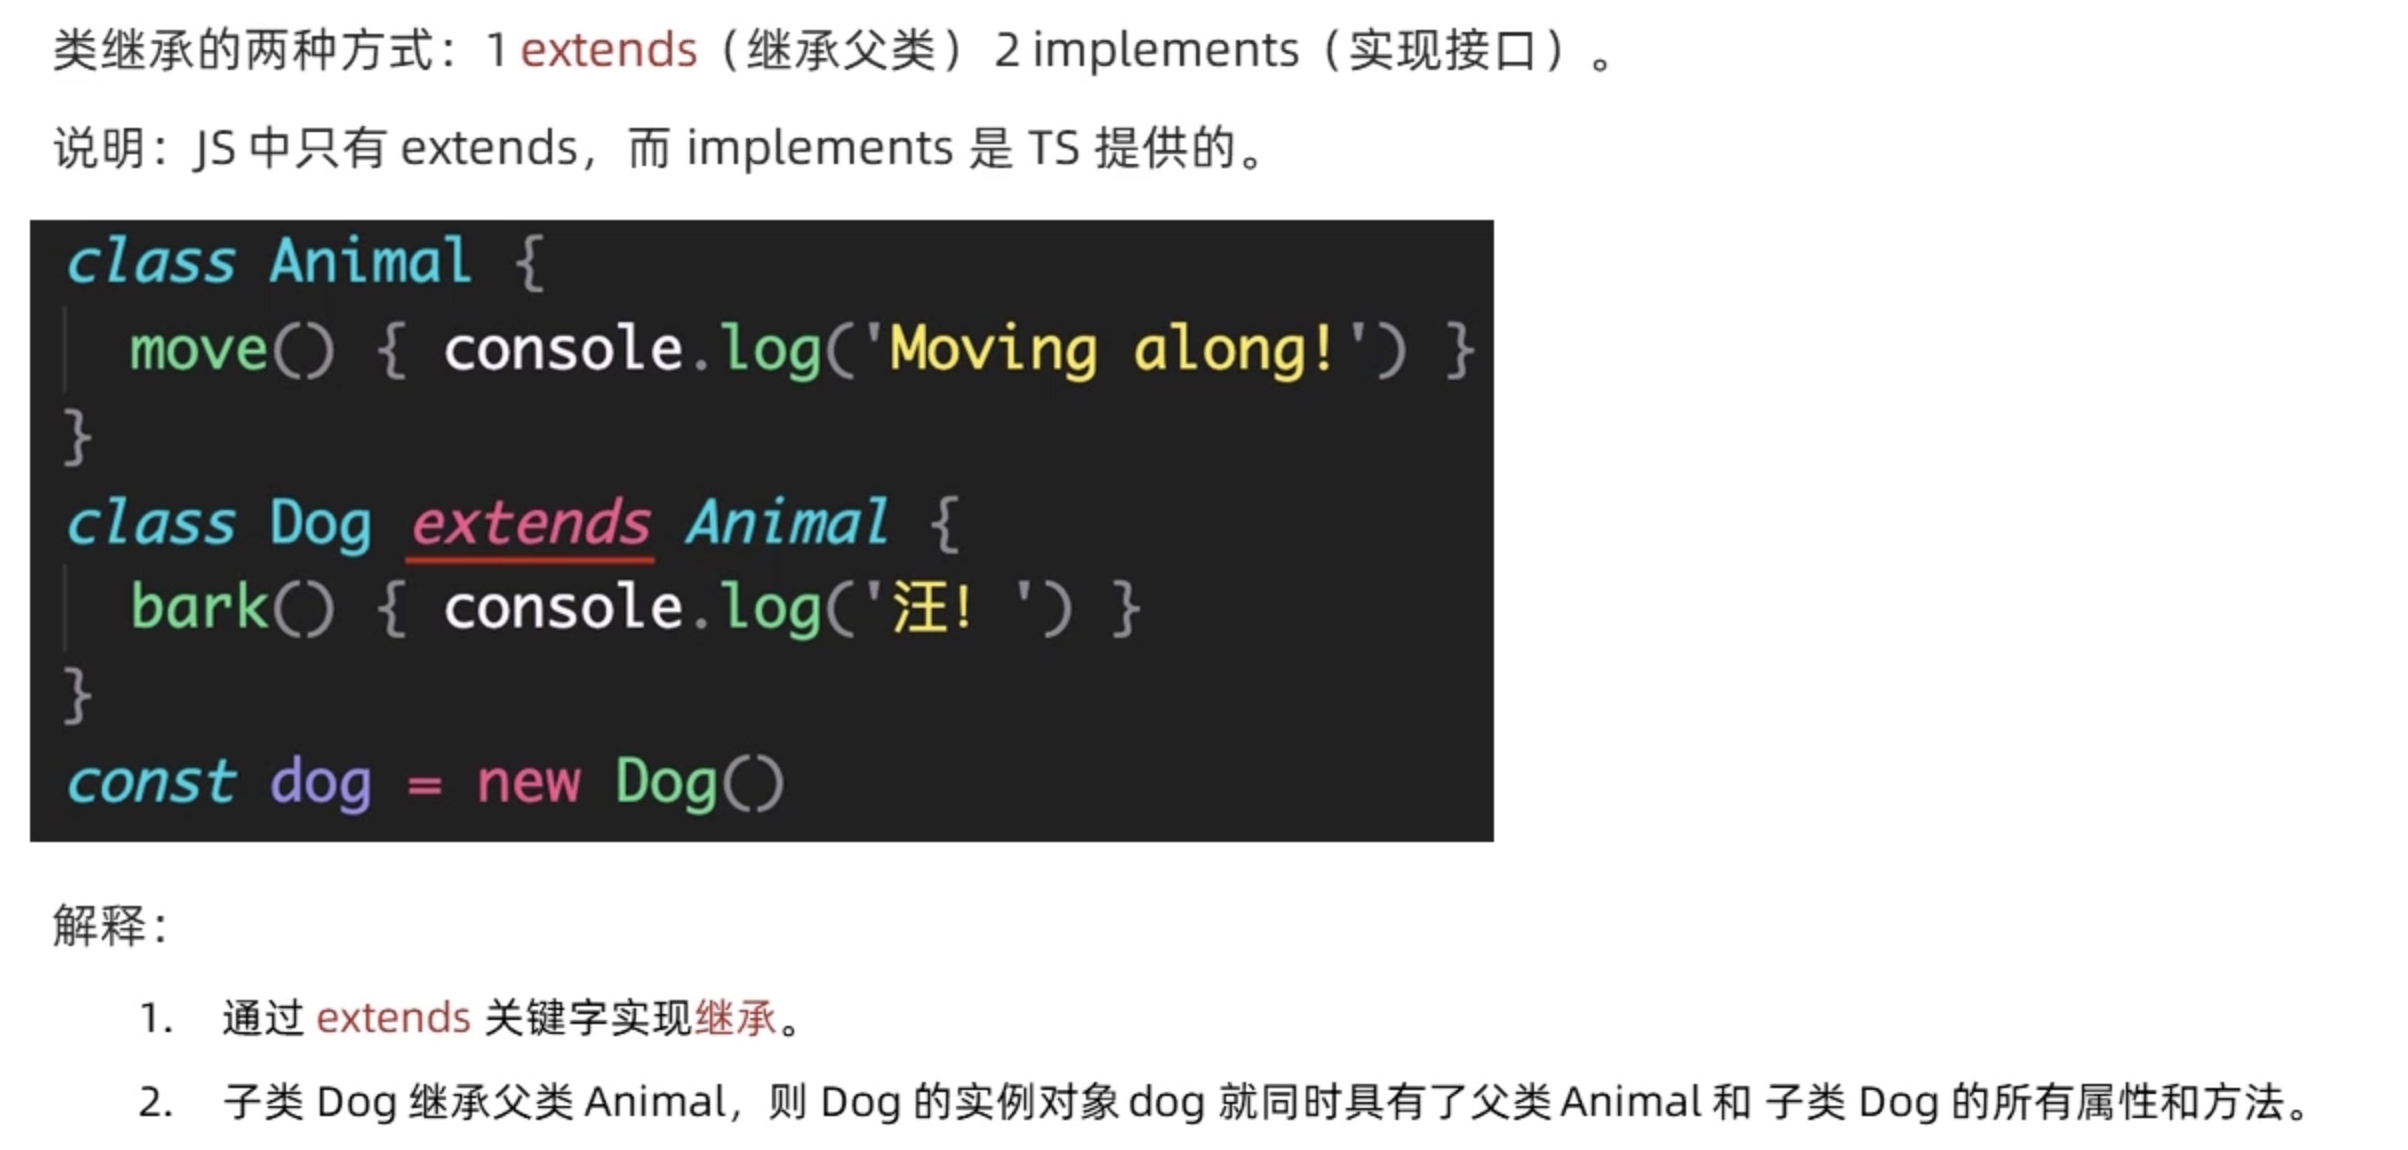 类继承的两种方式：1 extends（继承父类） 2 implements（实现接口）。
说明：JS 中只有 extends，而 implements 是 TS 提供的。
class Animal {
  move() { console.log('Moving along!') }
}
class Dog extends Animal {
  bark() { console.log('汪！') }
}
const dog = new Dog()
解释：
1. 通过 extends 关键字实现继承。
2. 子类 Dog 继承父类 Animal，则 Dog 的实例对象 dog 就同时具有了父类 Animal 和 子类 Dog 的所有属性和方法。